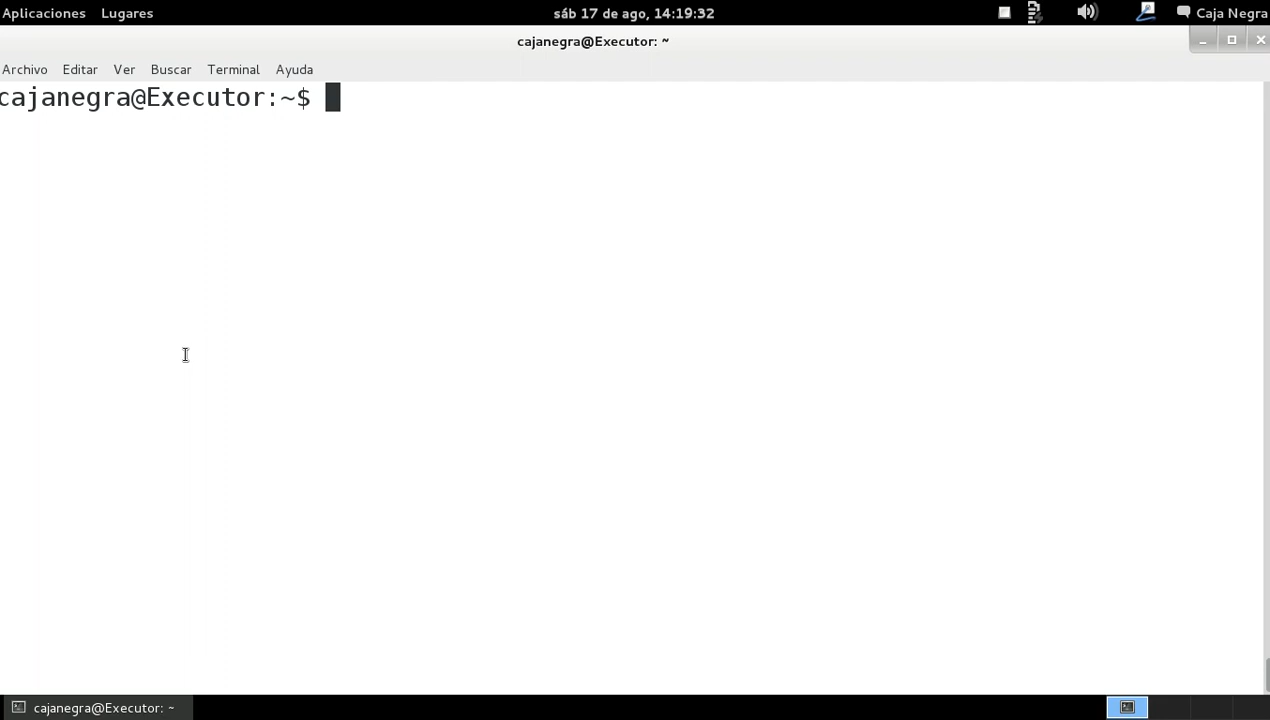 Aplicaciones Lugares sáb 17 de ago, 14:19:32 Caja Negra
cajanegra@Executor: ~
Archivo Editar Ver Buscar Terminal Ayuda
cajanegra@Executor:~$
cajanegra@Executor: ~